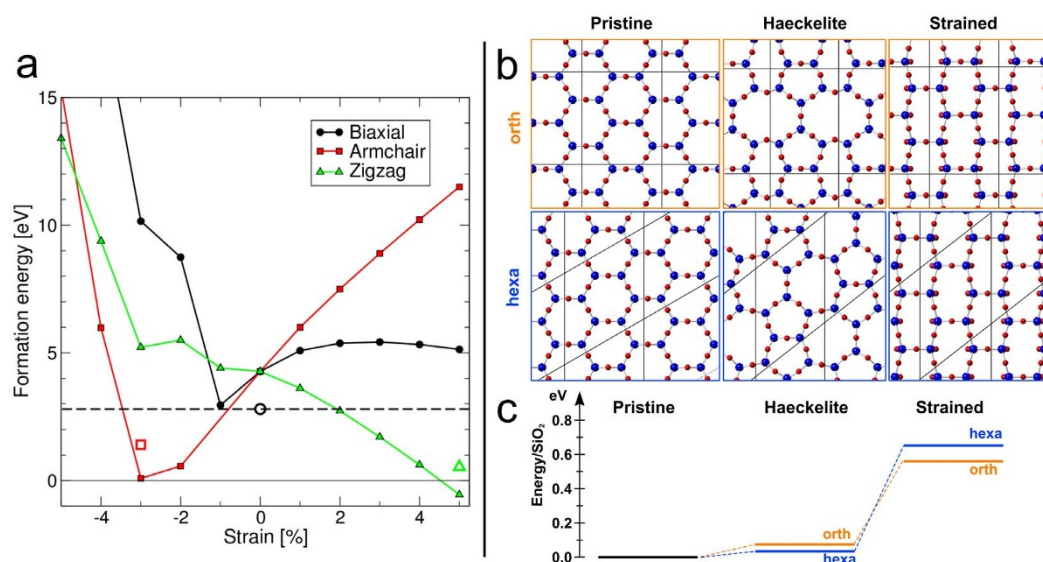 a
15
10
5
0
Formation energy [eV]
-4 -2 0 2 4
Strain [%]
Biaxial
Armchair
Zigzag
b
Pristine Haeckelite Strained
orth
hexa
c
eV
Energy/SiO₂
0.8
0.6
0.4
0.2
0.0
Pristine Haeckelite Strained
hexa
orth
orth
hexa